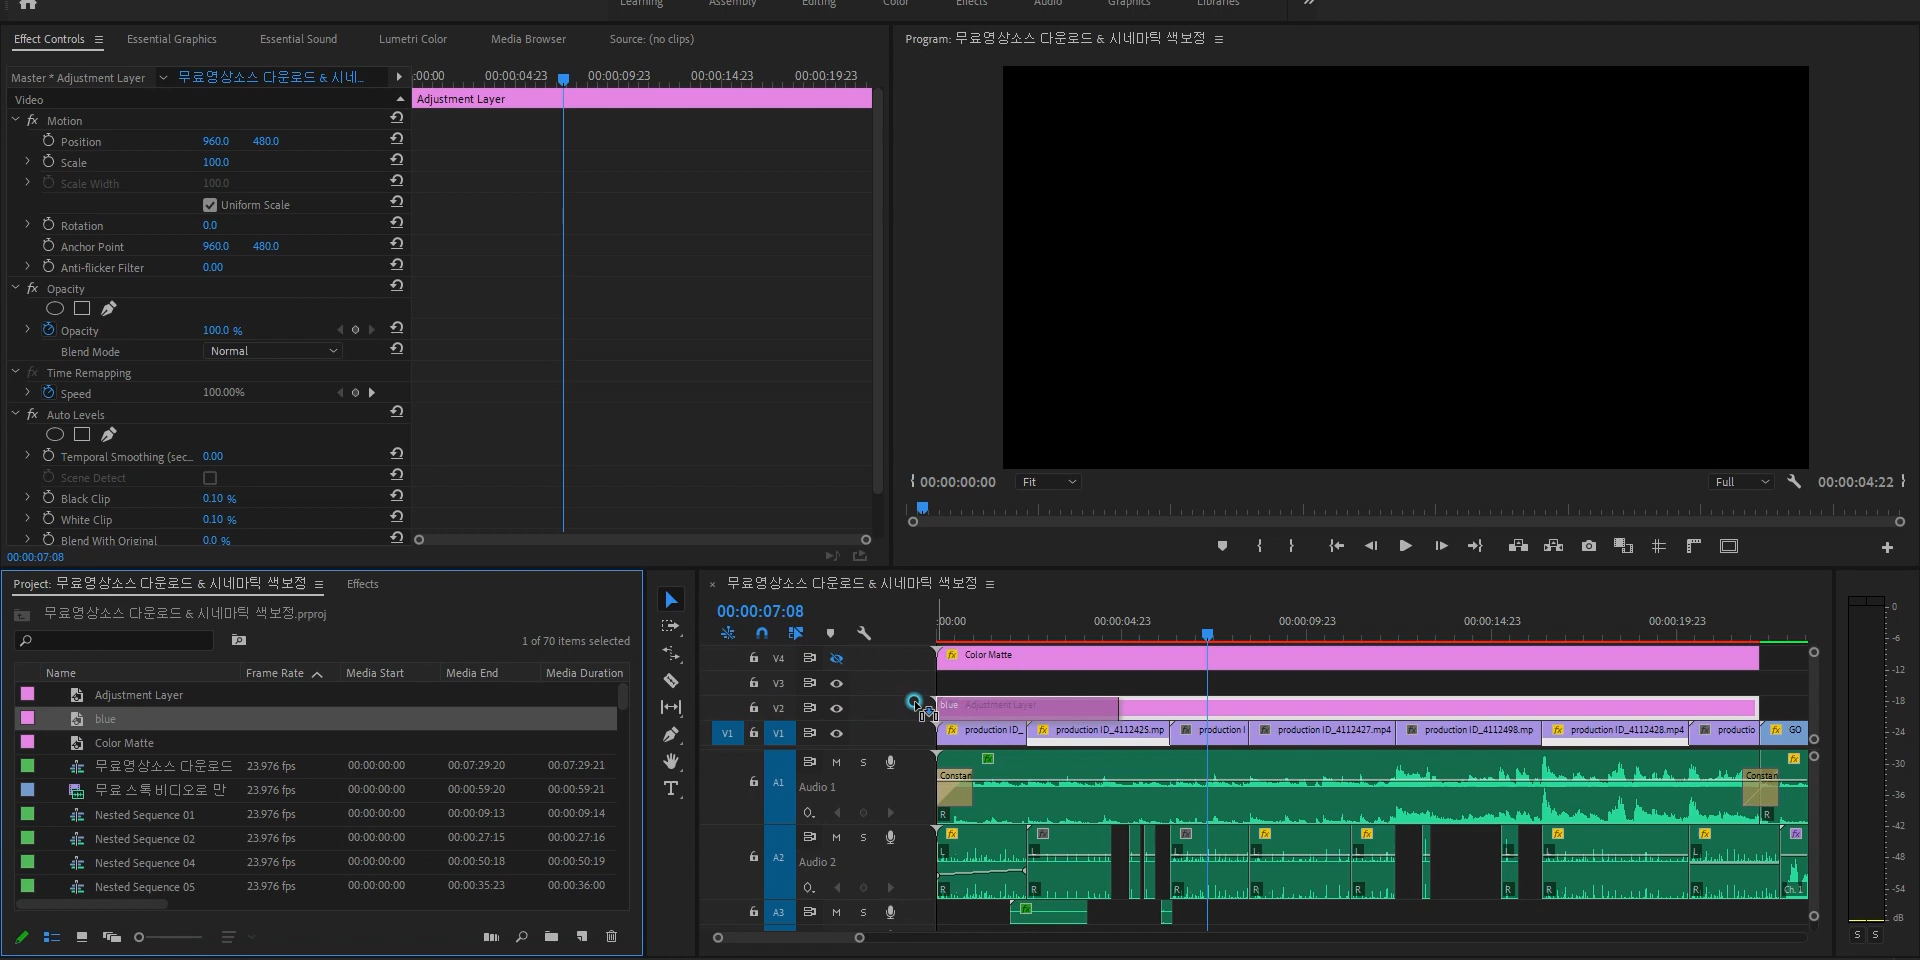 Learning Assembly Editing Color Effects Audio Graphics Libraries
Effect Controls Essential Graphics Essential Sound Lumetri Color Media Browser Source: (no clips)
Master * Adjustment Layer 무료영상소스 다운로드 & 시네...
:00:00 00:00:04:23 00:00:09:23 00:00:14:23 00:00:19:23
Video
Adjustment Layer
fx Motion
Position 960.0 480.0
Scale 100.0
Scale Width 100.0
Uniform Scale
Rotation 0.0
Anchor Point 960.0 480.0
Anti-flicker Filter 0.00
fx Opacity
Opacity 100.0 %
Blend Mode Normal
fx Time Remapping
Speed 100.00%
fx Auto Levels
Temporal Smoothing (sec... 0.00
Scene Detect
Black Clip 0.10 %
White Clip 0.10 %
Blend With Original 0.0 %
00:00:07:08
Program: 무료영상소스 다운로드 & 시네마틱 색보정
00:00:00:00 Fit Full 00:00:04:22
Project: 무료영상소스 다운로드 & 시네마틱 색보정 Effects
무료영상소스 다운로드 & 시네마틱 색보정.prproj
1 of 70 items selected
Name Frame Rate Media Start Media End Media Duration
Adjustment Layer
blue
Color Matte
무료영상소스 다운로드 23.976 fps 00:00:00:00 00:07:29:20 00:07:29:21
무료 스톡 비디오로 만 23.976 fps 00:00:00:00 00:00:59:20 00:00:59:21
Nested Sequence 01 23.976 fps 00:00:00:00 00:00:09:13 00:00:09:14
Nested Sequence 02 23.976 fps 00:00:00:00 00:00:27:15 00:00:27:16
Nested Sequence 04 23.976 fps 00:00:00:00 00:00:50:18 00:00:50:19
Nested Sequence 05 23.976 fps 00:00:00:00 00:00:35:23 00:00:36:00
× 무료영상소스 다운로드 & 시네마틱 색보정
00:00:07:08
:00:00 00:00:04:23 00:00:09:23 00:00:14:23 00:00:19:23
V4 fx Color Matte
V3
V2 blue Adjustment Layer
V1 V1 fx production ID_ fx production ID_4112425.mp fx production I fx production ID_4112427.mp4 fx production ID_4112498.mp fx production ID_4112428.mp4 fx productio fx GO
A1 M S
Audio 1
Constan Constan
R R
A2 M S
Audio 2
fx fx fx fx fx fx fx fx
L L L L L
R R R R R R R R Ch. 1
A3 M S fx
0
-6
-12
-18
-24
-30
-36
-42
-48
-54
dB
S S